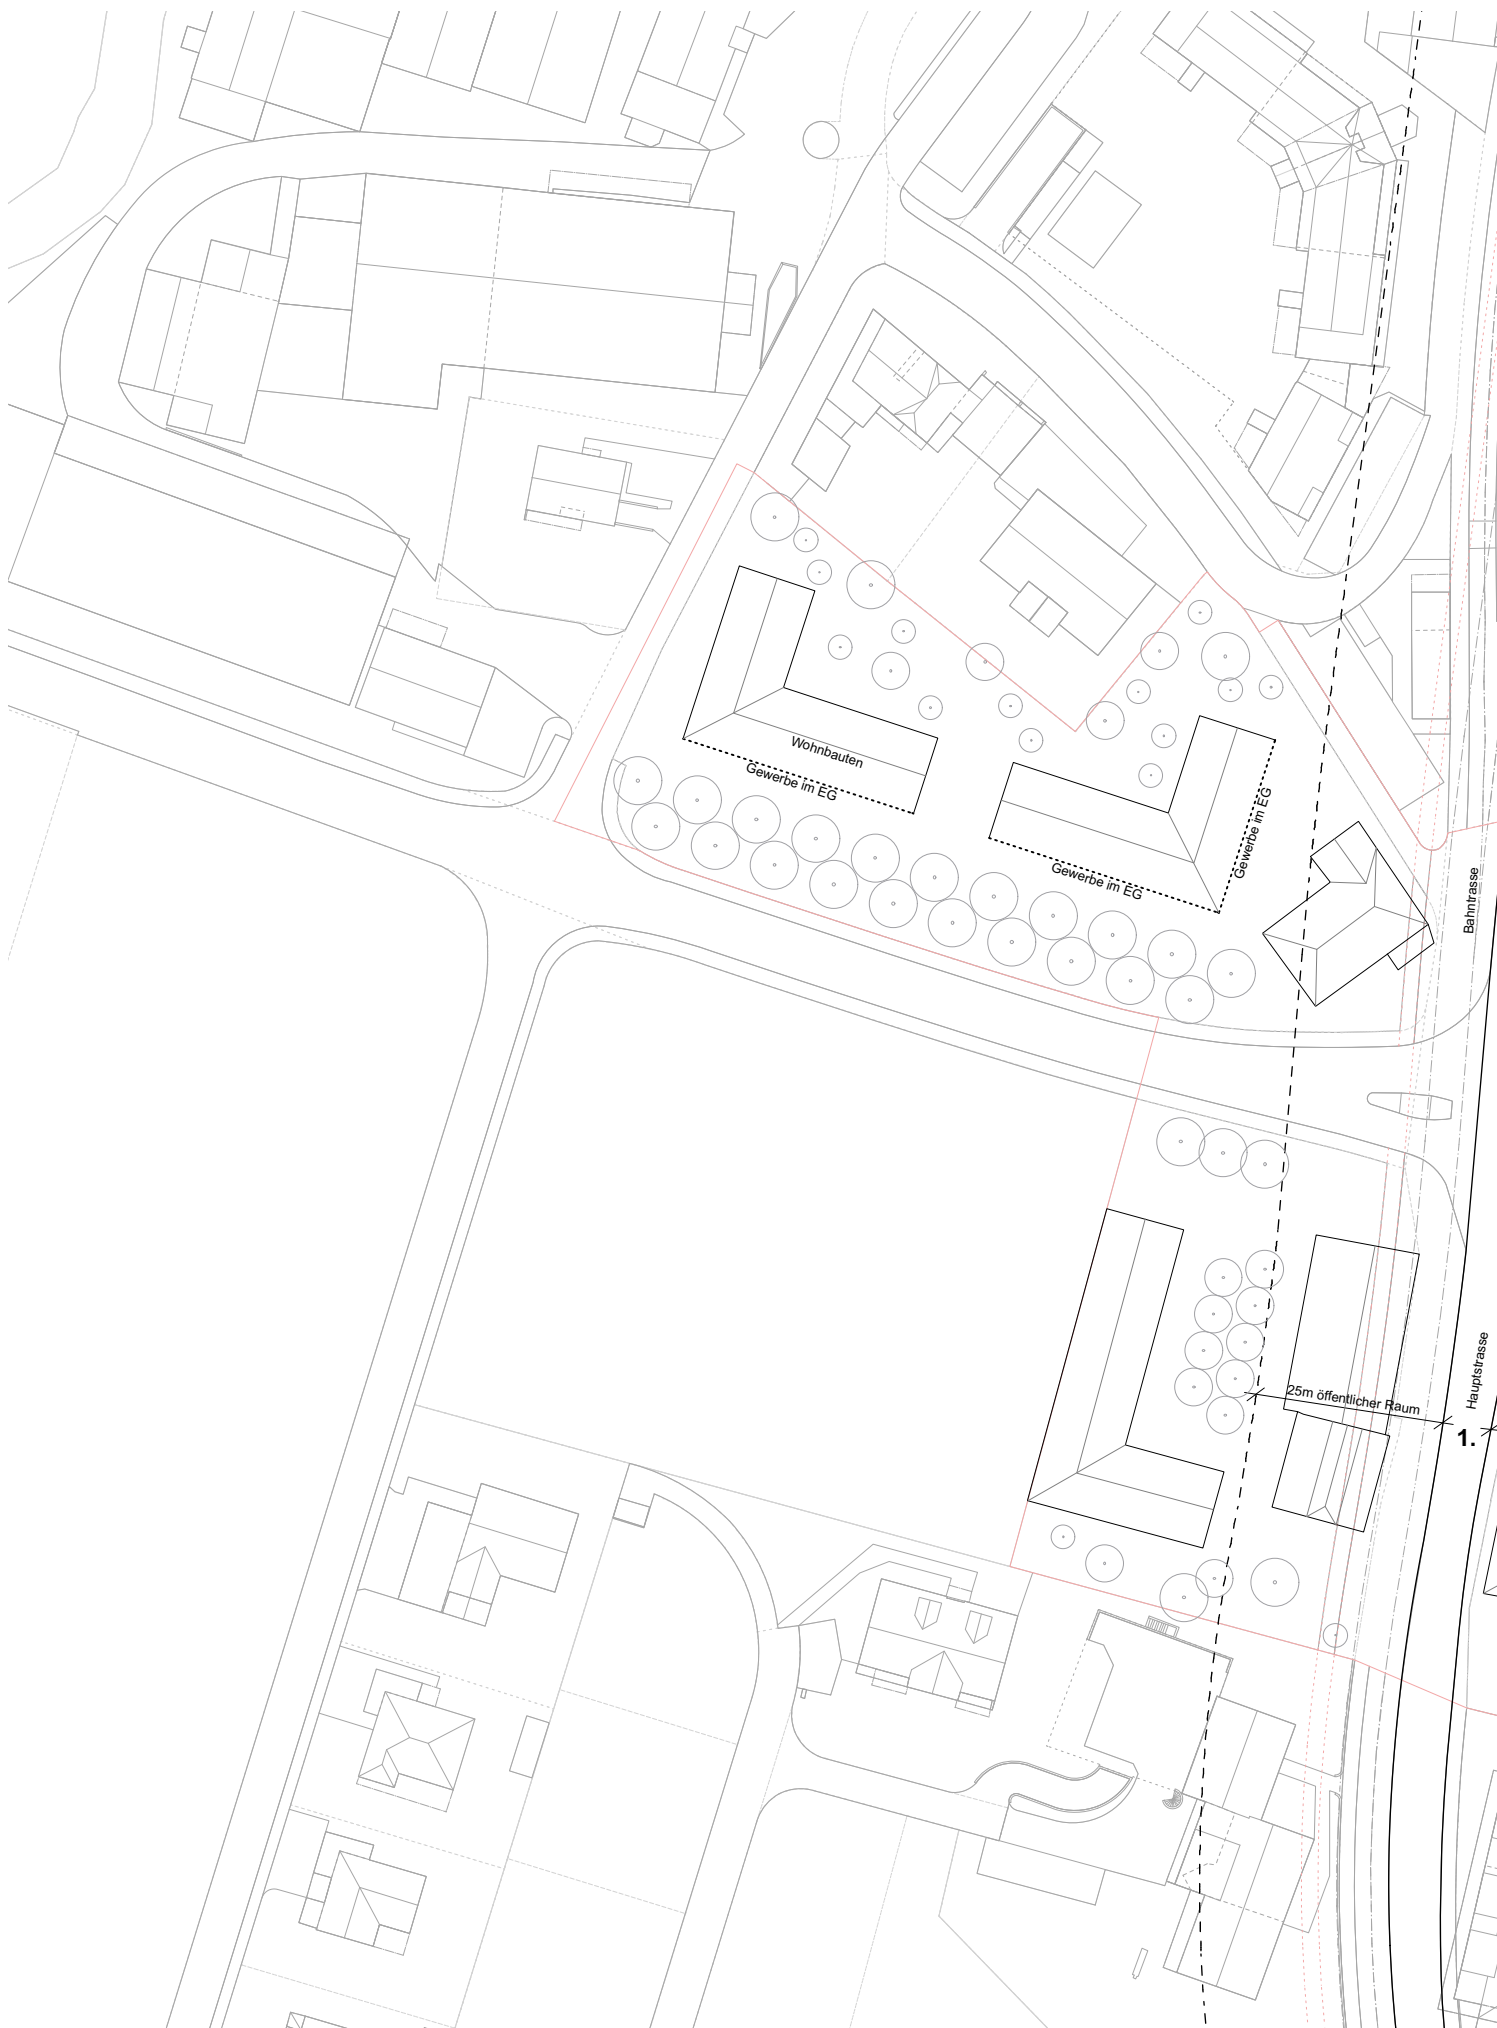 Wohnbauten
Gewerbe im EG
Gewerbe im EG
Gewerbe im EG
Bahntrasse
Hauptstrasse
25m öffentlicher Raum
1.